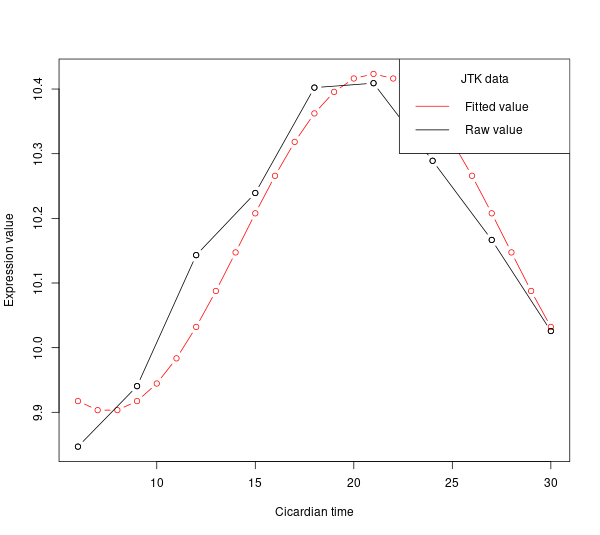 JTK data
Fitted value
Raw value
Expression value
10.4
10.3
10.2
10.1
10.0
9.9
10
15
20
25
30
Cicardian time